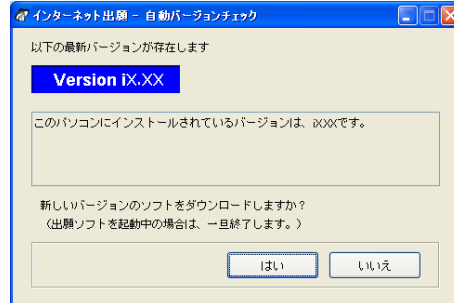 インターネット出願 － 自動バージョンチェック
以下の最新バージョンが存在します
Version iX.XX
このパソコンにインストールされているバージョンは、iXXXです。
新しいバージョンのソフトをダウンロードしますか？
（出願ソフトを起動中の場合は、一旦終了します。）
はい
いいえ